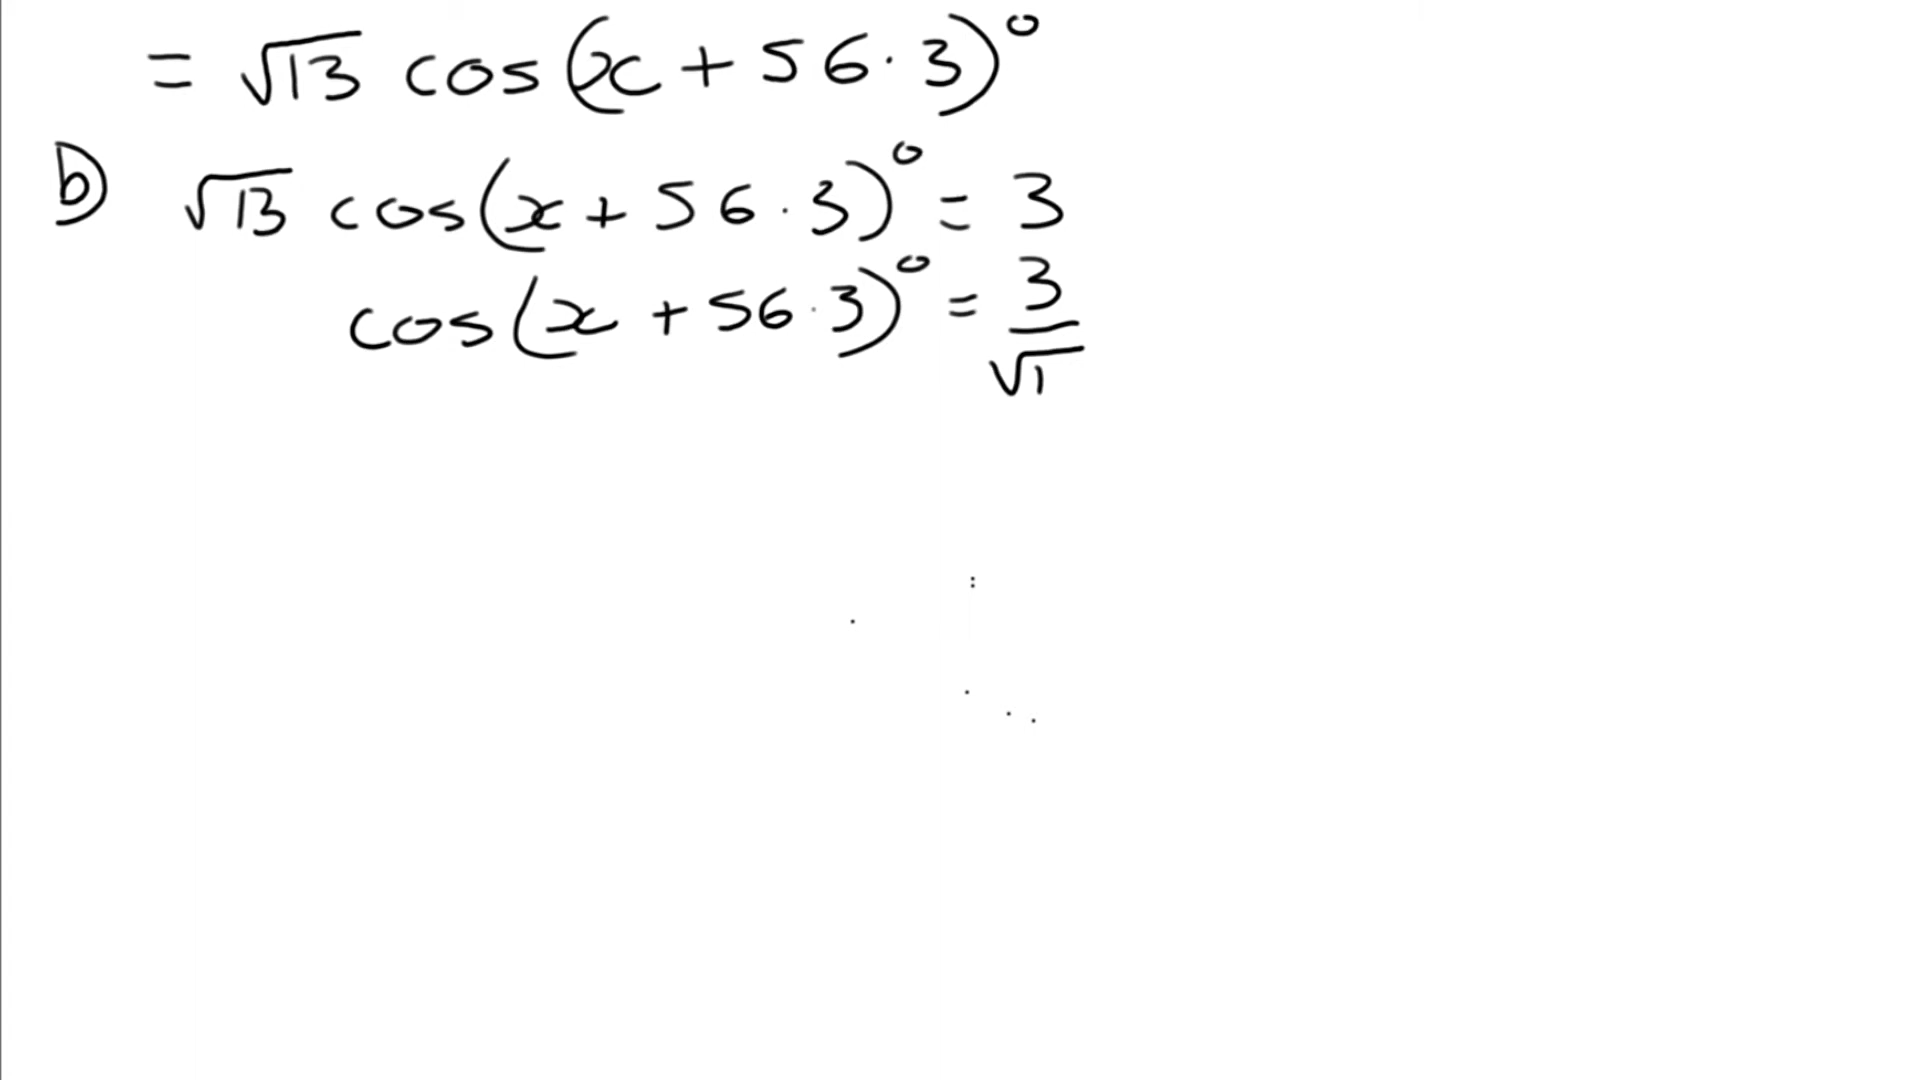 = √13 cos(x + 56·3)°
b) √13 cos(x + 56·3)° = 3
cos(x + 56·3)° = 3/√1